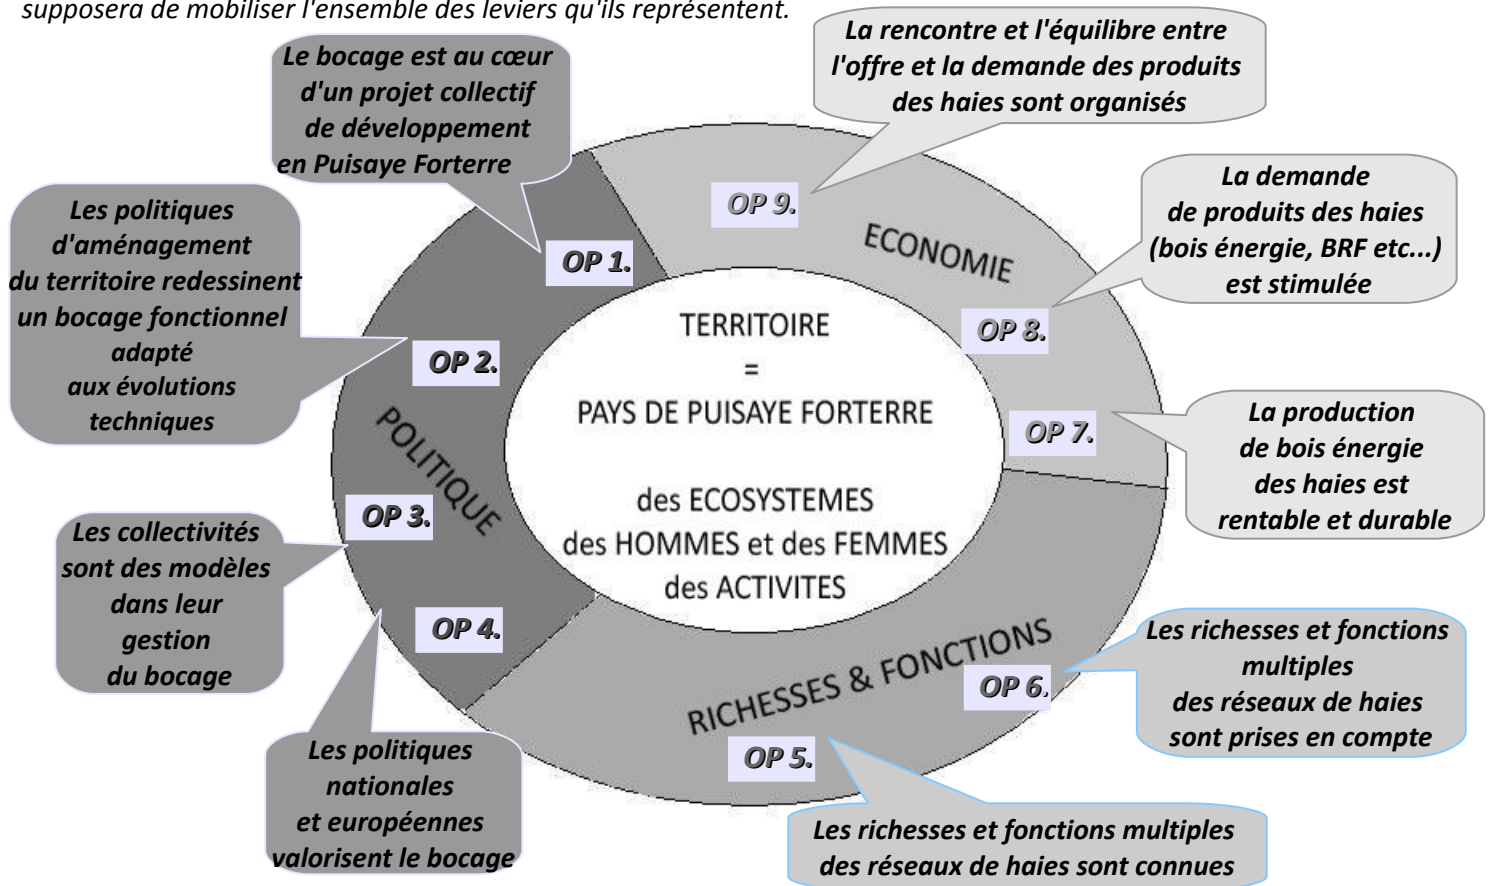 supposera de mobiliser l'ensemble des leviers qu'ils représentent.
La rencontre et l'équilibre entre
l'offre et la demande des produits
des haies sont organisés
Le bocage est au cœur
d'un projet collectif
de développement
en Puisaye Forterre
La demande
de produits des haies
(bois énergie, BRF etc...)
est stimulée
Les politiques
d'aménagement
du territoire redessinent
un bocage fonctionnel
adapté
aux évolutions
techniques
OP 9.
ECONOMIE
OP 1.
OP 8.
OP 2.
TERRITOIRE
=
PAYS DE PUISAYE FORTERRE
des ECOSYSTEMES
des HOMMES et des FEMMES
des ACTIVITES
OP 7.
La production
de bois énergie
des haies est
rentable et durable
POLITIQUE
OP 3.
Les collectivités
sont des modèles
dans leur
gestion
du bocage
OP 4.
RICHESSES & FONCTIONS
OP 6.
Les richesses et fonctions
multiples
des réseaux de haies
sont prises en compte
OP 5.
Les politiques
nationales
et européennes
valorisent le bocage
Les richesses et fonctions multiples
des réseaux de haies sont connues